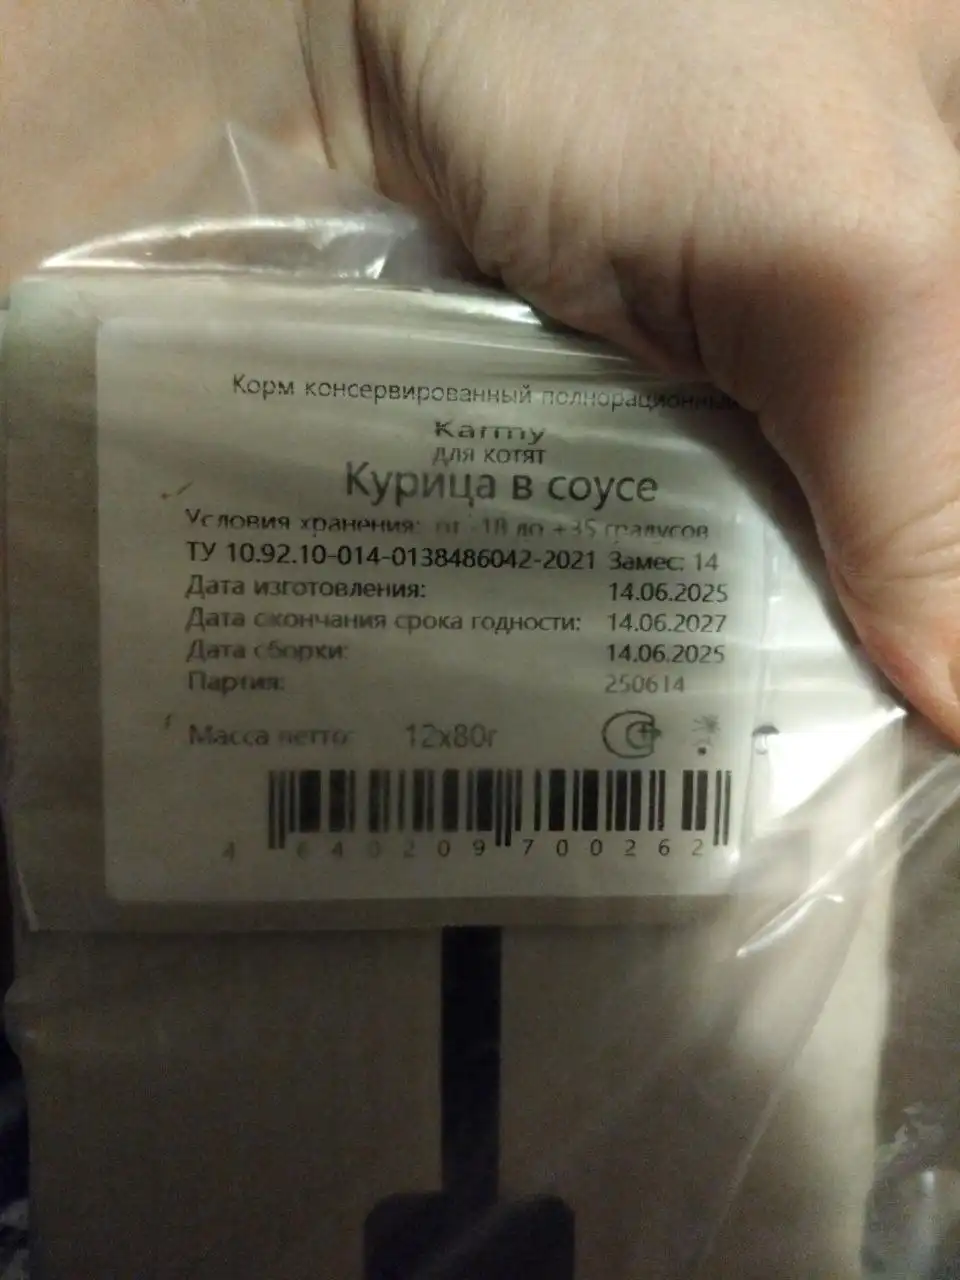 Корм консервированный полнорационный
Karmy
для котят
Курица в соусе
Условия хранения: от -18 до +35 градусов
ТУ 10.92.10-014-0138486042-2021 Замес: 14
Дата изготовления: 14.06.2025
Дата окончания срока годности: 14.06.2027
Дата сборки: 14.06.2025
Партия: 250614
Масса нетто: 12x80г
4 640209 700262